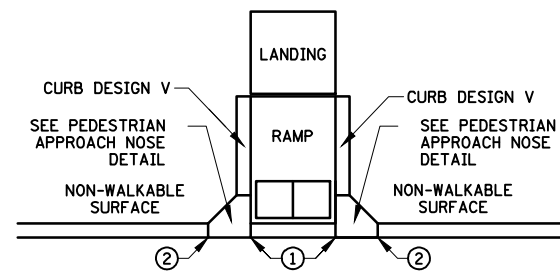 LANDING
CURB DESIGN V
CURB DESIGN V
SEE PEDESTRIAN
APPROACH NOSE
DETAIL
RAMP
SEE PEDESTRIAN
APPROACH NOSE
DETAIL
NON-WALKABLE
SURFACE
NON-WALKABLE
SURFACE
2
1
2